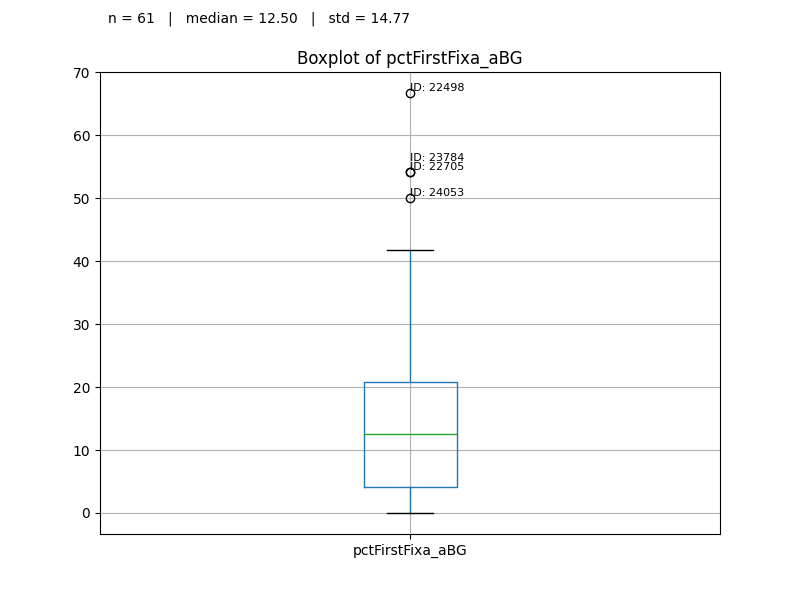 n = 61 | median = 12.50 | std = 14.77
Boxplot of pctFirstFixa_aBG
70
60
50
40
30
20
10
0
ID: 22498
ID: 23784
ID: 22705
ID: 24053
pctFirstFixa_aBG